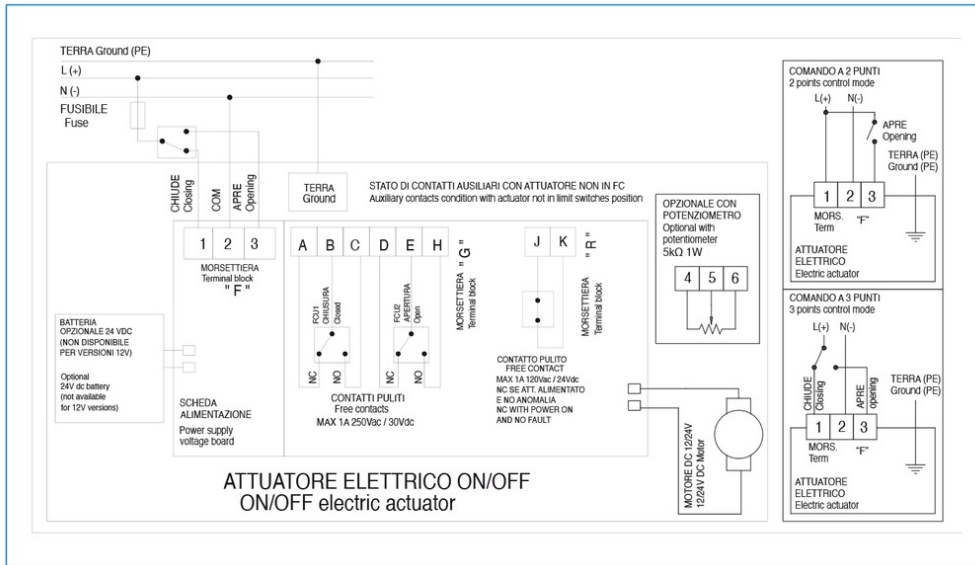 TERRA Ground (PE)
L (+)
N (-)
FUSIBILE
Fuse
CHIUDE
Closing
COM
APRE
Opening
TERRA
Ground
STATO DI CONTATTI AUSILIARI CON ATTUATORE NON IN FC
Auxiliary contacts condition with actuator not in limit switches position
1 2 3
MORSETTIERA
Terminal block
" F "
A B C D E H
MORSETTIERA "G"
Terminal block
FCU1
CHIUSURA
Closed
FCU2
APERTURA
Open
NC NO NC NO
CONTATTI PULITI
Free contacts
MAX 1A 250Vac / 30Vdc
J K
MORSETTIERA "R"
Terminal block
CONTATTO PULITO
FREE CONTACT
MAX 1A 120Vac / 24Vdc
NC SE ATT. ALIMENTATO
E NO ANOMALIA
NC WITH POWER ON
AND NO FAULT
OPZIONALE CON
POTENZIOMETRO
Optional with
potentiometer
5kΩ 1W
4 5 6
BATTERIA
OPZIONALE 24 VDC
(NON DISPONIBILE
PER VERSIONI 12V)
Optional
24V dc battery
(not available
for 12V versions)
SCHEDA
ALIMENTAZIONE
Power supply
voltage board
MOTORE DC 12/24V
12/24V DC Motor
ATTUATORE ELETTRICO ON/OFF
ON/OFF electric actuator
COMANDO A 2 PUNTI
2 points control mode
L(+) N(-)
APRE
Opening
TERRA (PE)
Ground (PE)
1 2 3
MORS. "F"
Term
ATTUATORE
ELETTRICO
Electric actuator
COMANDO A 3 PUNTI
3 points control mode
L(+) N(-)
CHIUDE
Closing
APRE
opening
TERRA (PE)
Ground (PE)
1 2 3
MORS. "F"
Term
ATTUATORE
ELETTRICO
Electric actuator